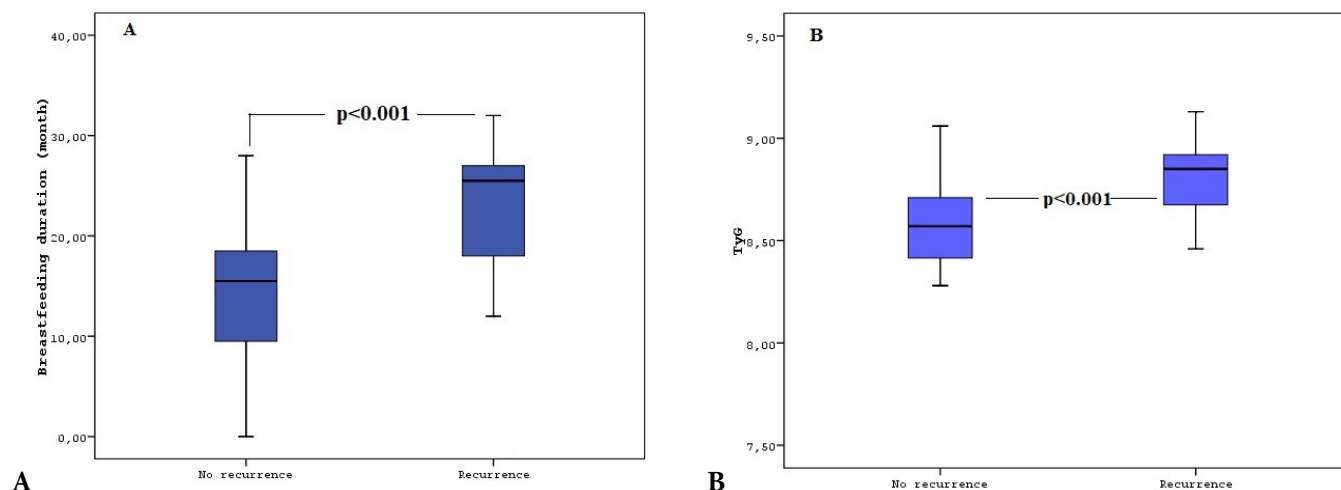 A
40,00
30,00
20,00
10,00
0,00
Breastfeeding duration (month)
p<0.001
No recurrence
Recurrence
A
B
9,50
9,00
8,50
8,00
7,50
TyG
p<0.001
No recurrence
Recurrence
B